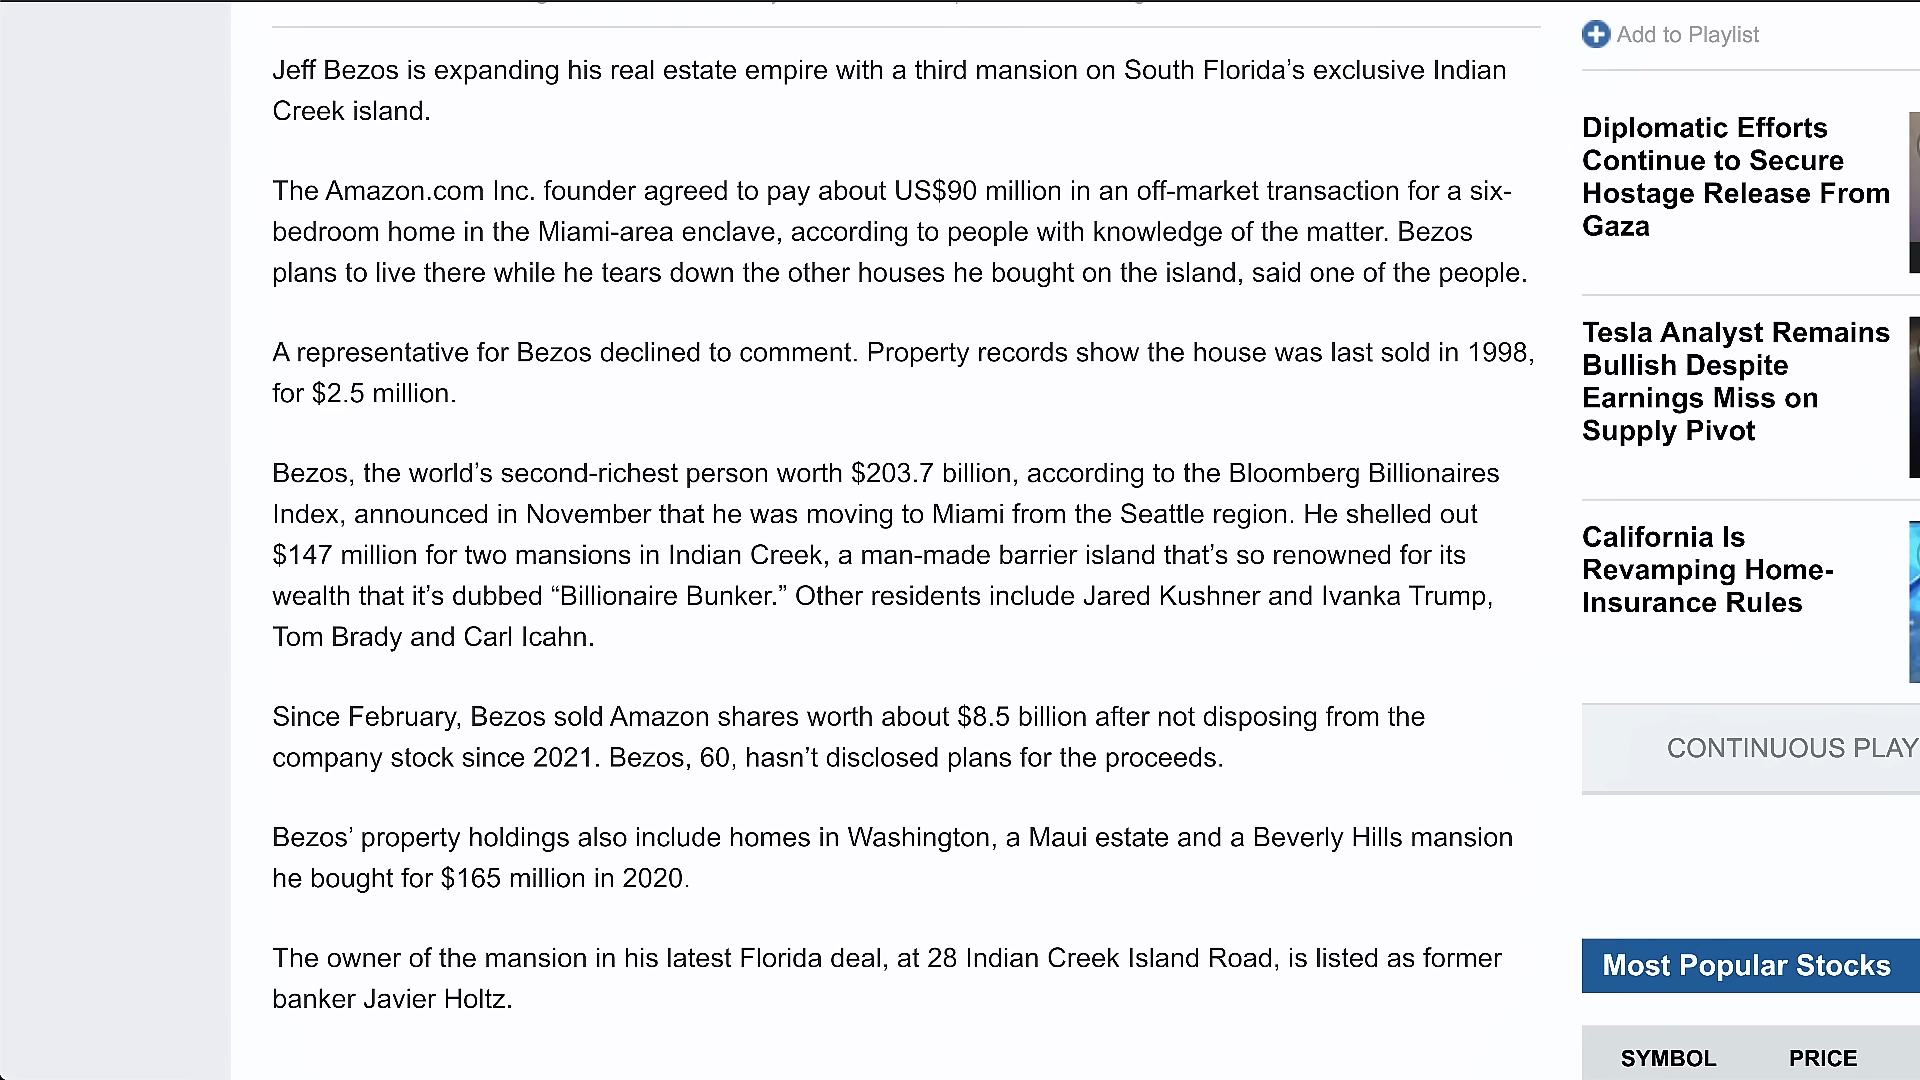 Jeff Bezos is expanding his real estate empire with a third mansion on South Florida’s exclusive Indian
Creek island.
The Amazon.com Inc. founder agreed to pay about US$90 million in an off-market transaction for a six-
bedroom home in the Miami-area enclave, according to people with knowledge of the matter. Bezos
plans to live there while he tears down the other houses he bought on the island, said one of the people.
A representative for Bezos declined to comment. Property records show the house was last sold in 1998,
for $2.5 million.
Bezos, the world’s second-richest person worth $203.7 billion, according to the Bloomberg Billionaires
Index, announced in November that he was moving to Miami from the Seattle region. He shelled out
$147 million for two mansions in Indian Creek, a man-made barrier island that’s so renowned for its
wealth that it’s dubbed “Billionaire Bunker.” Other residents include Jared Kushner and Ivanka Trump,
Tom Brady and Carl Icahn.
Since February, Bezos sold Amazon shares worth about $8.5 billion after not disposing from the
company stock since 2021. Bezos, 60, hasn’t disclosed plans for the proceeds.
Bezos’ property holdings also include homes in Washington, a Maui estate and a Beverly Hills mansion
he bought for $165 million in 2020.
The owner of the mansion in his latest Florida deal, at 28 Indian Creek Island Road, is listed as former
banker Javier Holtz.
Add to Playlist
Diplomatic Efforts
Continue to Secure
Hostage Release From
Gaza
Tesla Analyst Remains
Bullish Despite
Earnings Miss on
Supply Pivot
California Is
Revamping Home-
Insurance Rules
CONTINUOUS PLAY
Most Popular Stocks
SYMBOL PRICE